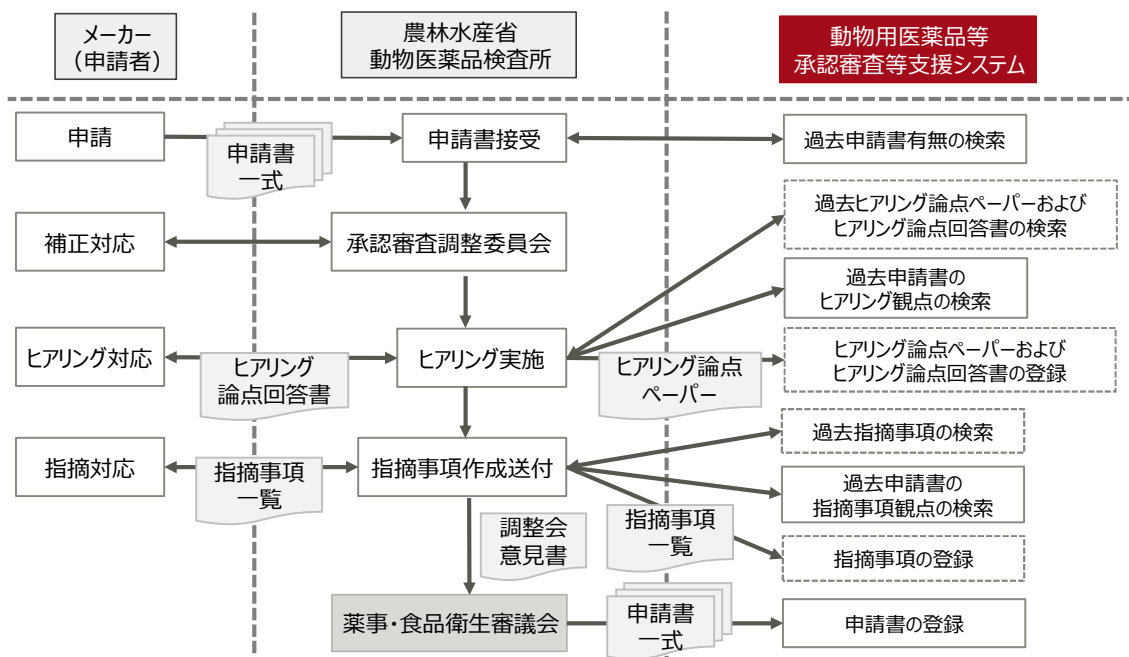 メーカー
（申請者）
農林水産省
動物医薬品検査所
動物用医薬品等
承認審査等支援システム
申請
申請書
一式
申請書接受
過去申請書有無の検索
過去ヒアリング論点ペーパーおよび
ヒアリング論点回答書の検索
補正対応
承認審査調整委員会
過去申請書の
ヒアリング観点の検索
ヒアリング対応
ヒアリング
論点回答書
ヒアリング実施
ヒアリング論点
ペーパー
ヒアリング論点ペーパーおよび
ヒアリング論点回答書の登録
過去指摘事項の検索
指摘対応
指摘事項
一覧
指摘事項作成送付
過去申請書の
指摘事項観点の検索
調整会
意見書
指摘事項
一覧
指摘事項の登録
薬事・食品衛生審議会
申請書
一式
申請書の登録